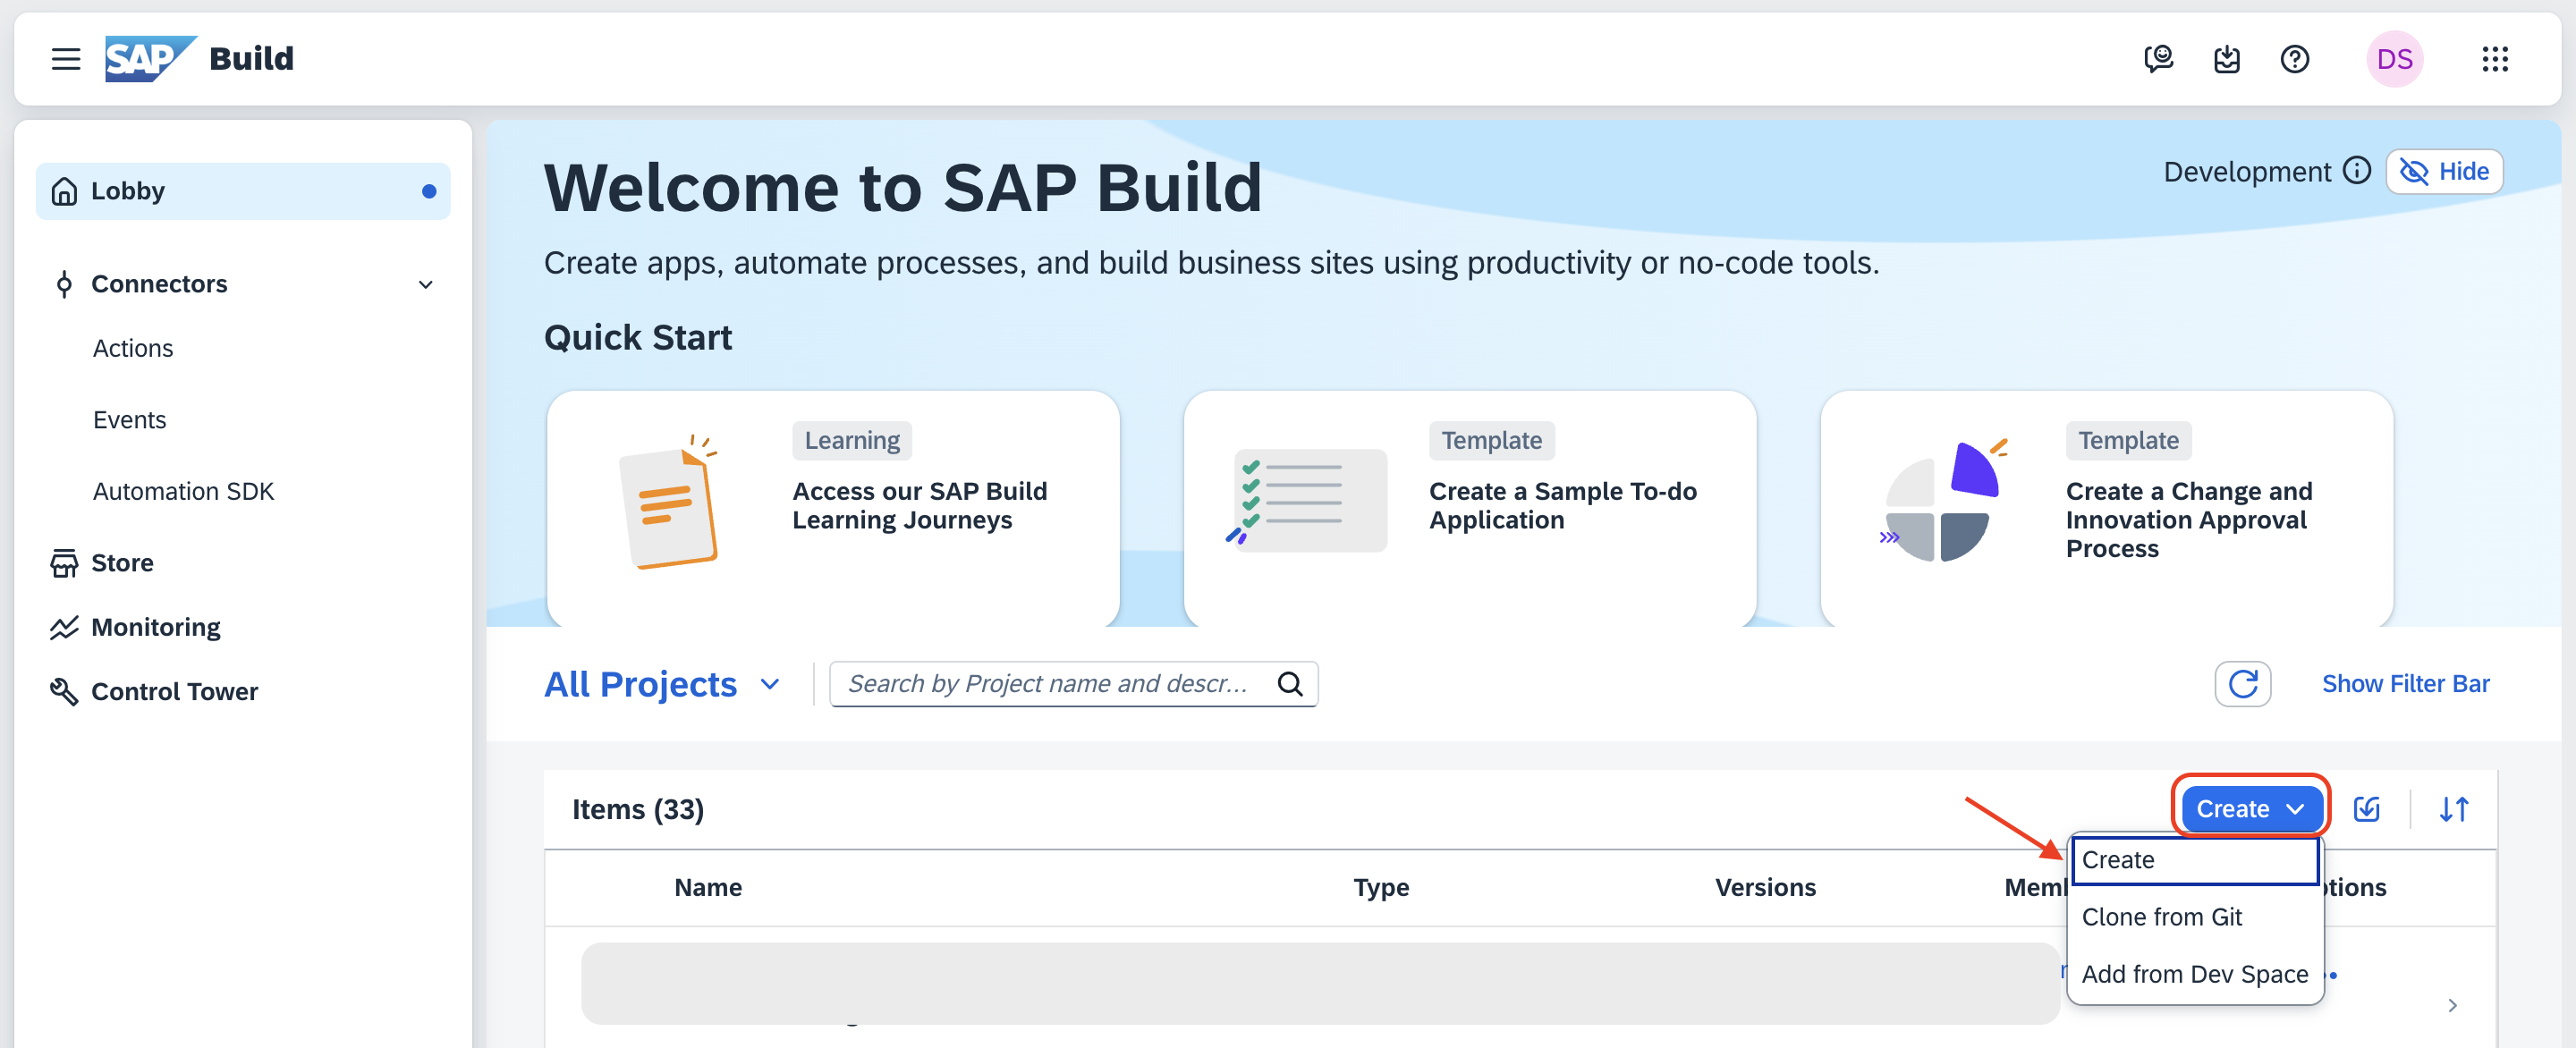 SAP Build
DS
Lobby
Connectors
Actions
Events
Automation SDK
Store
Monitoring
Control Tower
Welcome to SAP Build
Development
Hide
Create apps, automate processes, and build business sites using productivity or no-code tools.
Quick Start
Learning
Access our SAP Build
Learning Journeys
Template
Create a Sample To-do
Application
Template
Create a Change and
Innovation Approval
Process
All Projects
Search by Project name and descr...
Show Filter Bar
Items (33)
Create
Name
Type
Versions
Create
Clone from Git
Add from Dev Space